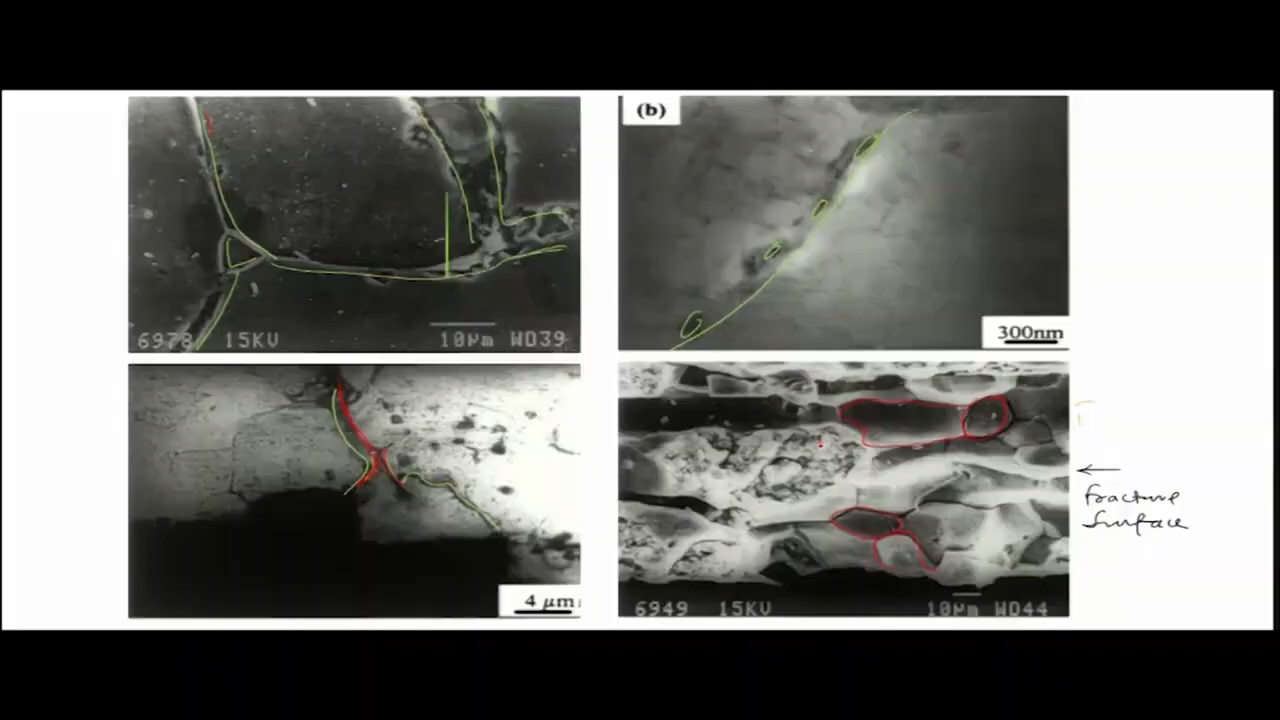 (b)
6978 15KV 10μm WD39
300nm
Fracture
Surface
4 μm
6949 15KV 10μm WD44